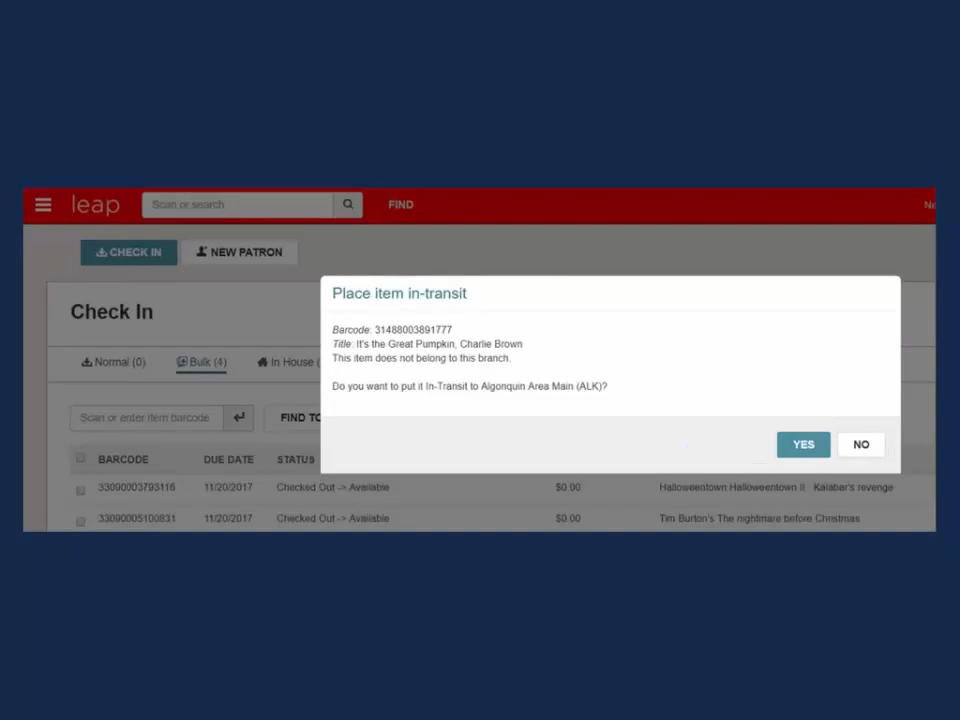 leap
Scan or search
FIND
CHECK IN
NEW PATRON
Place item in-transit
Check In
Barcode: 31488003891777
Title: It's the Great Pumpkin, Charlie Brown
This item does not belong to this branch.
Normal (0)
Bulk (4)
In House (
Do you want to put it In-Transit to Algonquin Area Main (ALK)?
Scan or enter item barcode
FIND TO
YES
NO
BARCODE DUE DATE STATUS
33090003793116 11/20/2017 Checked Out -> Available $0.00 Halloweentown Halloweentown II Kalabar's revenge
33090005100831 11/20/2017 Checked Out -> Available $0.00 Tim Burton's The nightmare before Christmas